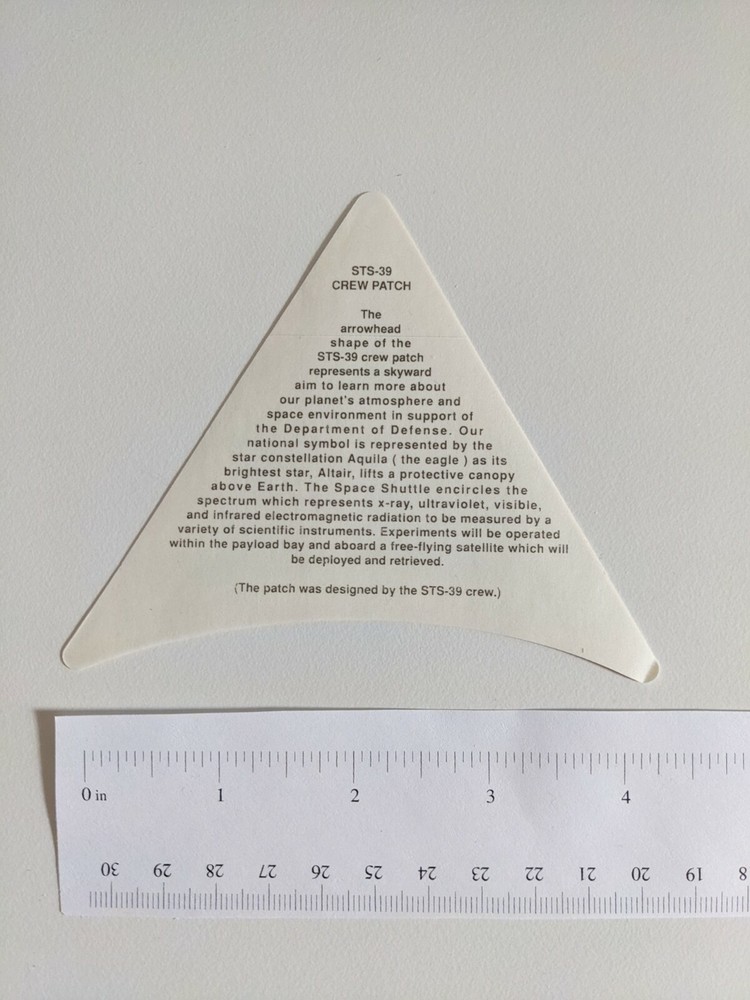 STS-39
CREW PATCH
The
arrowhead
shape of the
STS-39 crew patch
represents a skyward
aim to learn more about
our planet's atmosphere and
space environment in support of
the Department of Defense. Our
national symbol is represented by the
star constellation Aquila ( the eagle ) as its
brightest star, Altair, lifts a protective canopy
above Earth. The Space Shuttle encircles the
spectrum which represents x-ray, ultraviolet, visible,
and infrared electromagnetic radiation to be measured by a
variety of scientific instruments. Experiments will be operated
within the payload bay and aboard a free-flying satellite which will
be deployed and retrieved.
(The patch was designed by the STS-39 crew.)
0 in 1 2 3 4
30 29 28 27 26 25 24 23 22 21 20 19 8